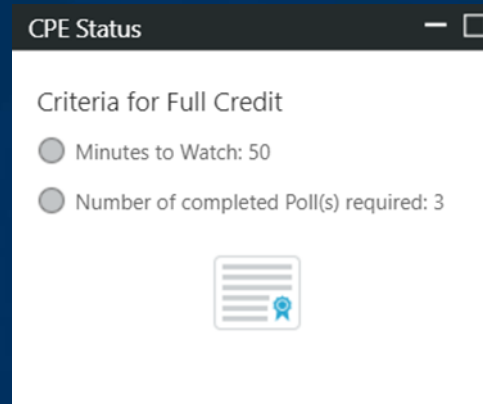 CPE Status
Criteria for Full Credit
Minutes to Watch: 50
Number of completed Poll(s) required: 3